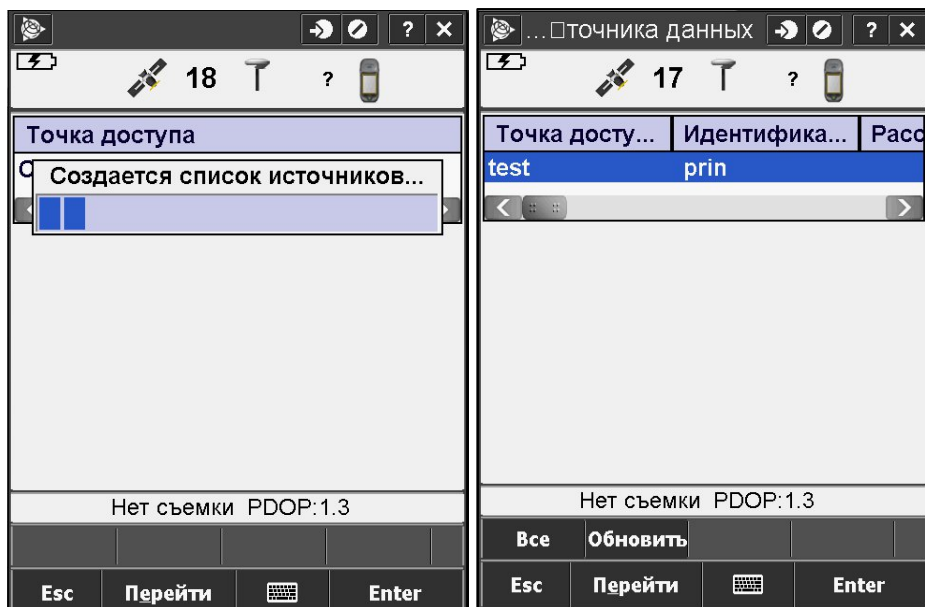 ? ×
18 ?
Точка доступа
Создается список источников...
Нет съемки PDOP:1.3
Esc Перейти Enter
...□точника данных ? ×
17 ?
Точка досту... Идентифика... Расс
test prin
Нет съемки PDOP:1.3
Все Обновить
Esc Перейти Enter